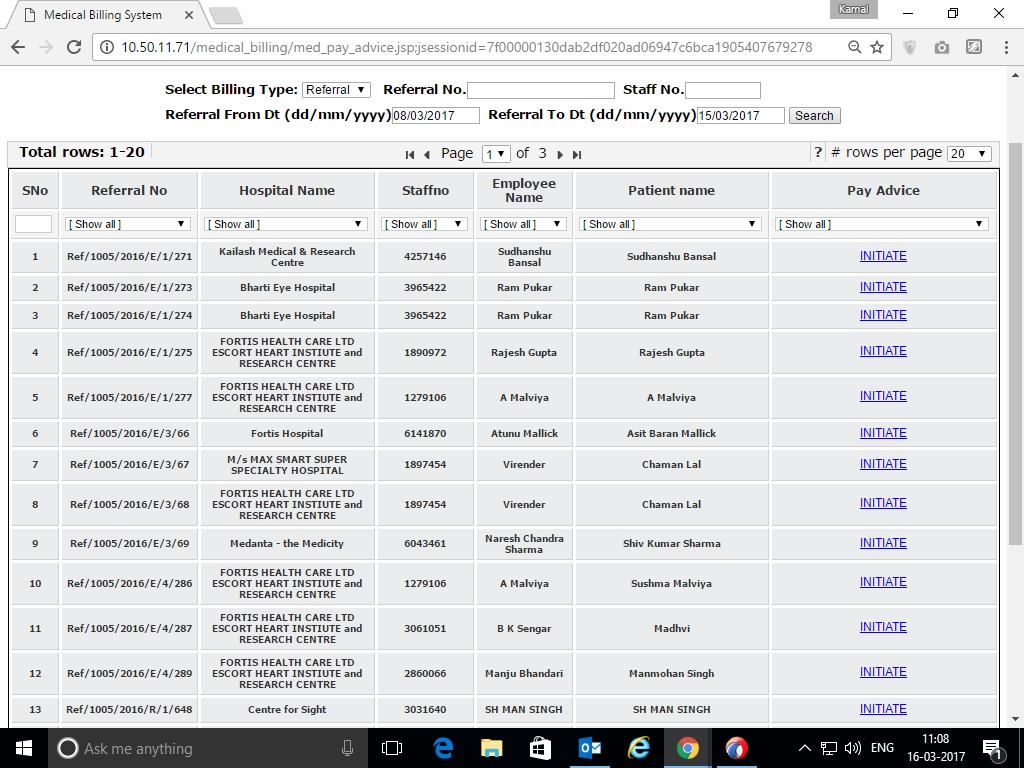 Medical Billing System
Kamal
10.50.11.71/medical_billing/med_pay_advice.jsp;jsessionid=7f00000130dab2df020ad06947c6bca1905407679278
Select Billing Type: Referral Referral No. Staff No.
Referral From Dt (dd/mm/yyyy) 08/03/2017 Referral To Dt (dd/mm/yyyy) 15/03/2017 Search
Total rows: 1-20 Page 1 of 3 ? # rows per page 20
SNo Referral No Hospital Name Staffno Employee Name Patient name Pay Advice
[ Show all ] [ Show all ] [ Show all ] [ Show all ] [ Show all ] [ Show all ]
1 Ref/1005/2016/E/1/271 Kailash Medical & Research Centre 4257146 Sudhanshu Bansal Sudhanshu Bansal INITIATE
2 Ref/1005/2016/E/1/273 Bharti Eye Hospital 3965422 Ram Pukar Ram Pukar INITIATE
3 Ref/1005/2016/E/1/274 Bharti Eye Hospital 3965422 Ram Pukar Ram Pukar INITIATE
4 Ref/1005/2016/E/1/275 FORTIS HEALTH CARE LTD ESCORT HEART INSTIUTE and RESEARCH CENTRE 1890972 Rajesh Gupta Rajesh Gupta INITIATE
5 Ref/1005/2016/E/1/277 FORTIS HEALTH CARE LTD ESCORT HEART INSTIUTE and RESEARCH CENTRE 1279106 A Malviya A Malviya INITIATE
6 Ref/1005/2016/E/3/66 Fortis Hospital 6141870 Atunu Mallick Asit Baran Mallick INITIATE
7 Ref/1005/2016/E/3/67 M/s MAX SMART SUPER SPECIALTY HOSPITAL 1897454 Virender Chaman Lal INITIATE
8 Ref/1005/2016/E/3/68 FORTIS HEALTH CARE LTD ESCORT HEART INSTIUTE and RESEARCH CENTRE 1897454 Virender Chaman Lal INITIATE
9 Ref/1005/2016/E/3/69 Medanta - the Medicity 6043461 Naresh Chandra Sharma Shiv Kumar Sharma INITIATE
10 Ref/1005/2016/E/4/286 FORTIS HEALTH CARE LTD ESCORT HEART INSTIUTE and RESEARCH CENTRE 1279106 A Malviya Sushma Malviya INITIATE
11 Ref/1005/2016/E/4/287 FORTIS HEALTH CARE LTD ESCORT HEART INSTIUTE and RESEARCH CENTRE 3061051 B K Sengar Madhvi INITIATE
12 Ref/1005/2016/E/4/289 FORTIS HEALTH CARE LTD ESCORT HEART INSTIUTE and RESEARCH CENTRE 2860066 Manju Bhandari Manmohan Singh INITIATE
13 Ref/1005/2016/R/1/648 Centre for Sight 3031640 SH MAN SINGH SH MAN SINGH INITIATE
Ask me anything
ENG
11:08
16-03-2017
1